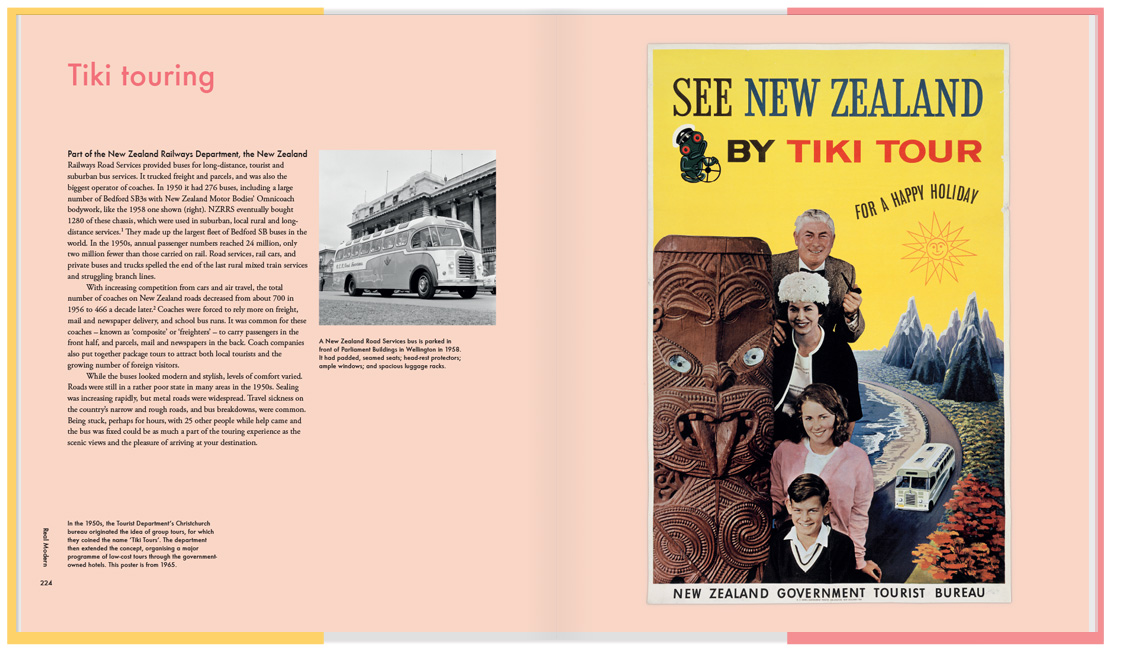 Tiki touring
Part of the New Zealand Railways Department, the New Zealand
Railways Road Services provided buses for long-distance, tourist and
suburban bus services. It trucked freight and parcels, and was also the
biggest operator of coaches. In 1950 it had 276 buses, including a large
number of Bedford SB3s with New Zealand Motor Bodies' Omnicoach
bodywork, like the 1958 one shown (right). NZRRS eventually bought
1280 of these chassis, which were used in suburban, local rural and long-
distance services.¹ They made up the largest fleet of Bedford SB buses in the
world. In the 1950s, annual passenger numbers reached 24 million, only
two million fewer than those carried on rail. Road services, rail cars, and
private buses and trucks spelled the end of the last rural mixed train services
and struggling branch lines.
With increasing competition from cars and air travel, the total
number of coaches on New Zealand roads decreased from about 700 in
1956 to 466 a decade later.² Coaches were forced to rely more on freight,
mail and newspaper delivery, and school bus runs. It was common for these
coaches – known as 'composite' or 'freighters' – to carry passengers in the
front half, and parcels, mail and newspapers in the back. Coach companies
also put together package tours to attract both local tourists and the
growing number of foreign visitors.
While the buses looked modern and stylish, levels of comfort varied.
Roads were still in a rather poor state in many areas in the 1950s. Sealing
was increasing rapidly, but metal roads were widespread. Travel sickness on
the country's narrow and rough roads, and bus breakdowns, were common.
Being stuck, perhaps for hours, with 25 other people while help came and
the bus was fixed could be as much a part of the touring experience as the
scenic views and the pleasure of arriving at your destination.
A New Zealand Road Services bus is parked in
front of Parliament Buildings in Wellington in 1958.
It had padded, seamed seats; head-rest protectors;
ample windows; and spacious luggage racks.
In the 1950s, the Tourist Department's Christchurch
bureau originated the idea of group tours, for which
they coined the name 'Tiki Tours'. The department
then extended the concept, organising a major
programme of low-cost tours through the government-
owned hotels. This poster is from 1965.
Real Modern
224
SEE NEW ZEALAND
BY TIKI TOUR
FOR A HAPPY HOLIDAY
NEW ZEALAND GOVERNMENT TOURIST BUREAU